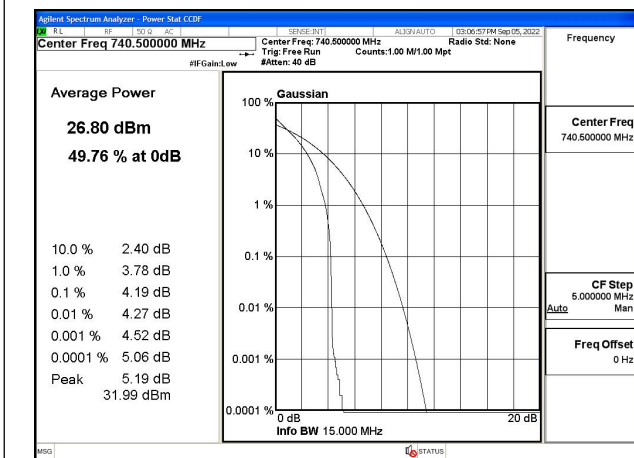 Agilent Spectrum Analyzer - Power Stat CCDF
LXI RL RF 50 Ω AC SENSE:INT ALIGN AUTO 03:06:57 PM Sep 05, 2022
Center Freq 740.500000 MHz
Center Freq: 740.500000 MHz Radio Std: None
Trig: Free Run Counts:1.00 M/1.00 Mpt
#IFGain:Low #Atten: 40 dB
Frequency
Average Power
26.80 dBm
49.76 % at 0dB
10.0 % 2.40 dB
1.0 % 3.78 dB
0.1 % 4.19 dB
0.01 % 4.27 dB
0.001 % 4.52 dB
0.0001 % 5.06 dB
Peak 5.19 dB
31.99 dBm
Gaussian
100 %
10 %
1 %
0.1 %
0.01 %
0.001 %
0.0001 %
0 dB 20 dB
Info BW 15.000 MHz
Center Freq
740.500000 MHz
CF Step
5.000000 MHz
Auto Man
Freq Offset
0 Hz
MSG STATUS